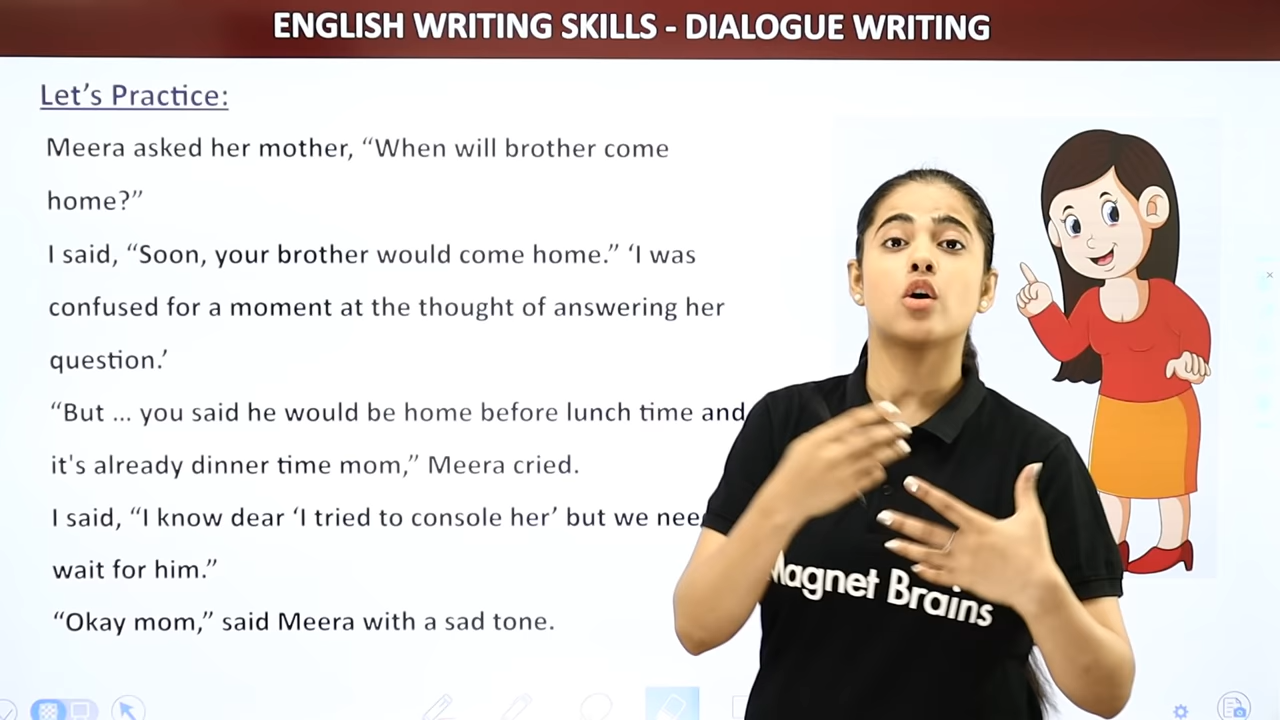 ENGLISH WRITING SKILLS - DIALOGUE WRITING
Let’s Practice:
Meera asked her mother, “When will brother come
home?”
I said, “Soon, your brother would come home.” ‘I was
confused for a moment at the thought of answering her
question.’
“But ... you said he would be home before lunch time and
it's already dinner time mom,” Meera cried.
I said, “I know dear ‘I tried to console her’ but we
wait for him.”
“Okay mom,” said Meera with a sad tone.
Magnet Brains